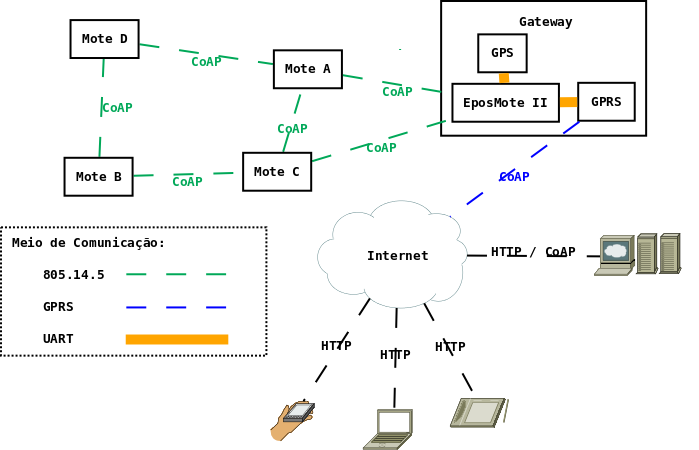 Gateway
Mote D
GPS
CoAP
Mote A
CoAP
EposMote II
GPRS
CoAP
CoAP
CoAP
Mote B
CoAP
Mote C
CoAP
Meio de Comunicação:
805.14.5
GPRS
UART
Internet
HTTP / CoAP
HTTP
HTTP
HTTP